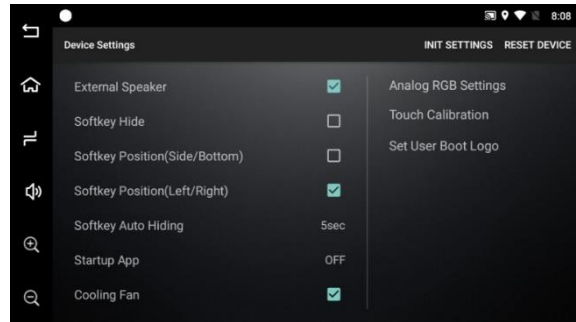 8:08
Device Settings
INIT SETTINGS RESET DEVICE
External Speaker
Softkey Hide
Softkey Position(Side/Bottom)
Softkey Position(Left/Right)
Softkey Auto Hiding 5sec
Startup App OFF
Cooling Fan
Analog RGB Settings
Touch Calibration
Set User Boot Logo